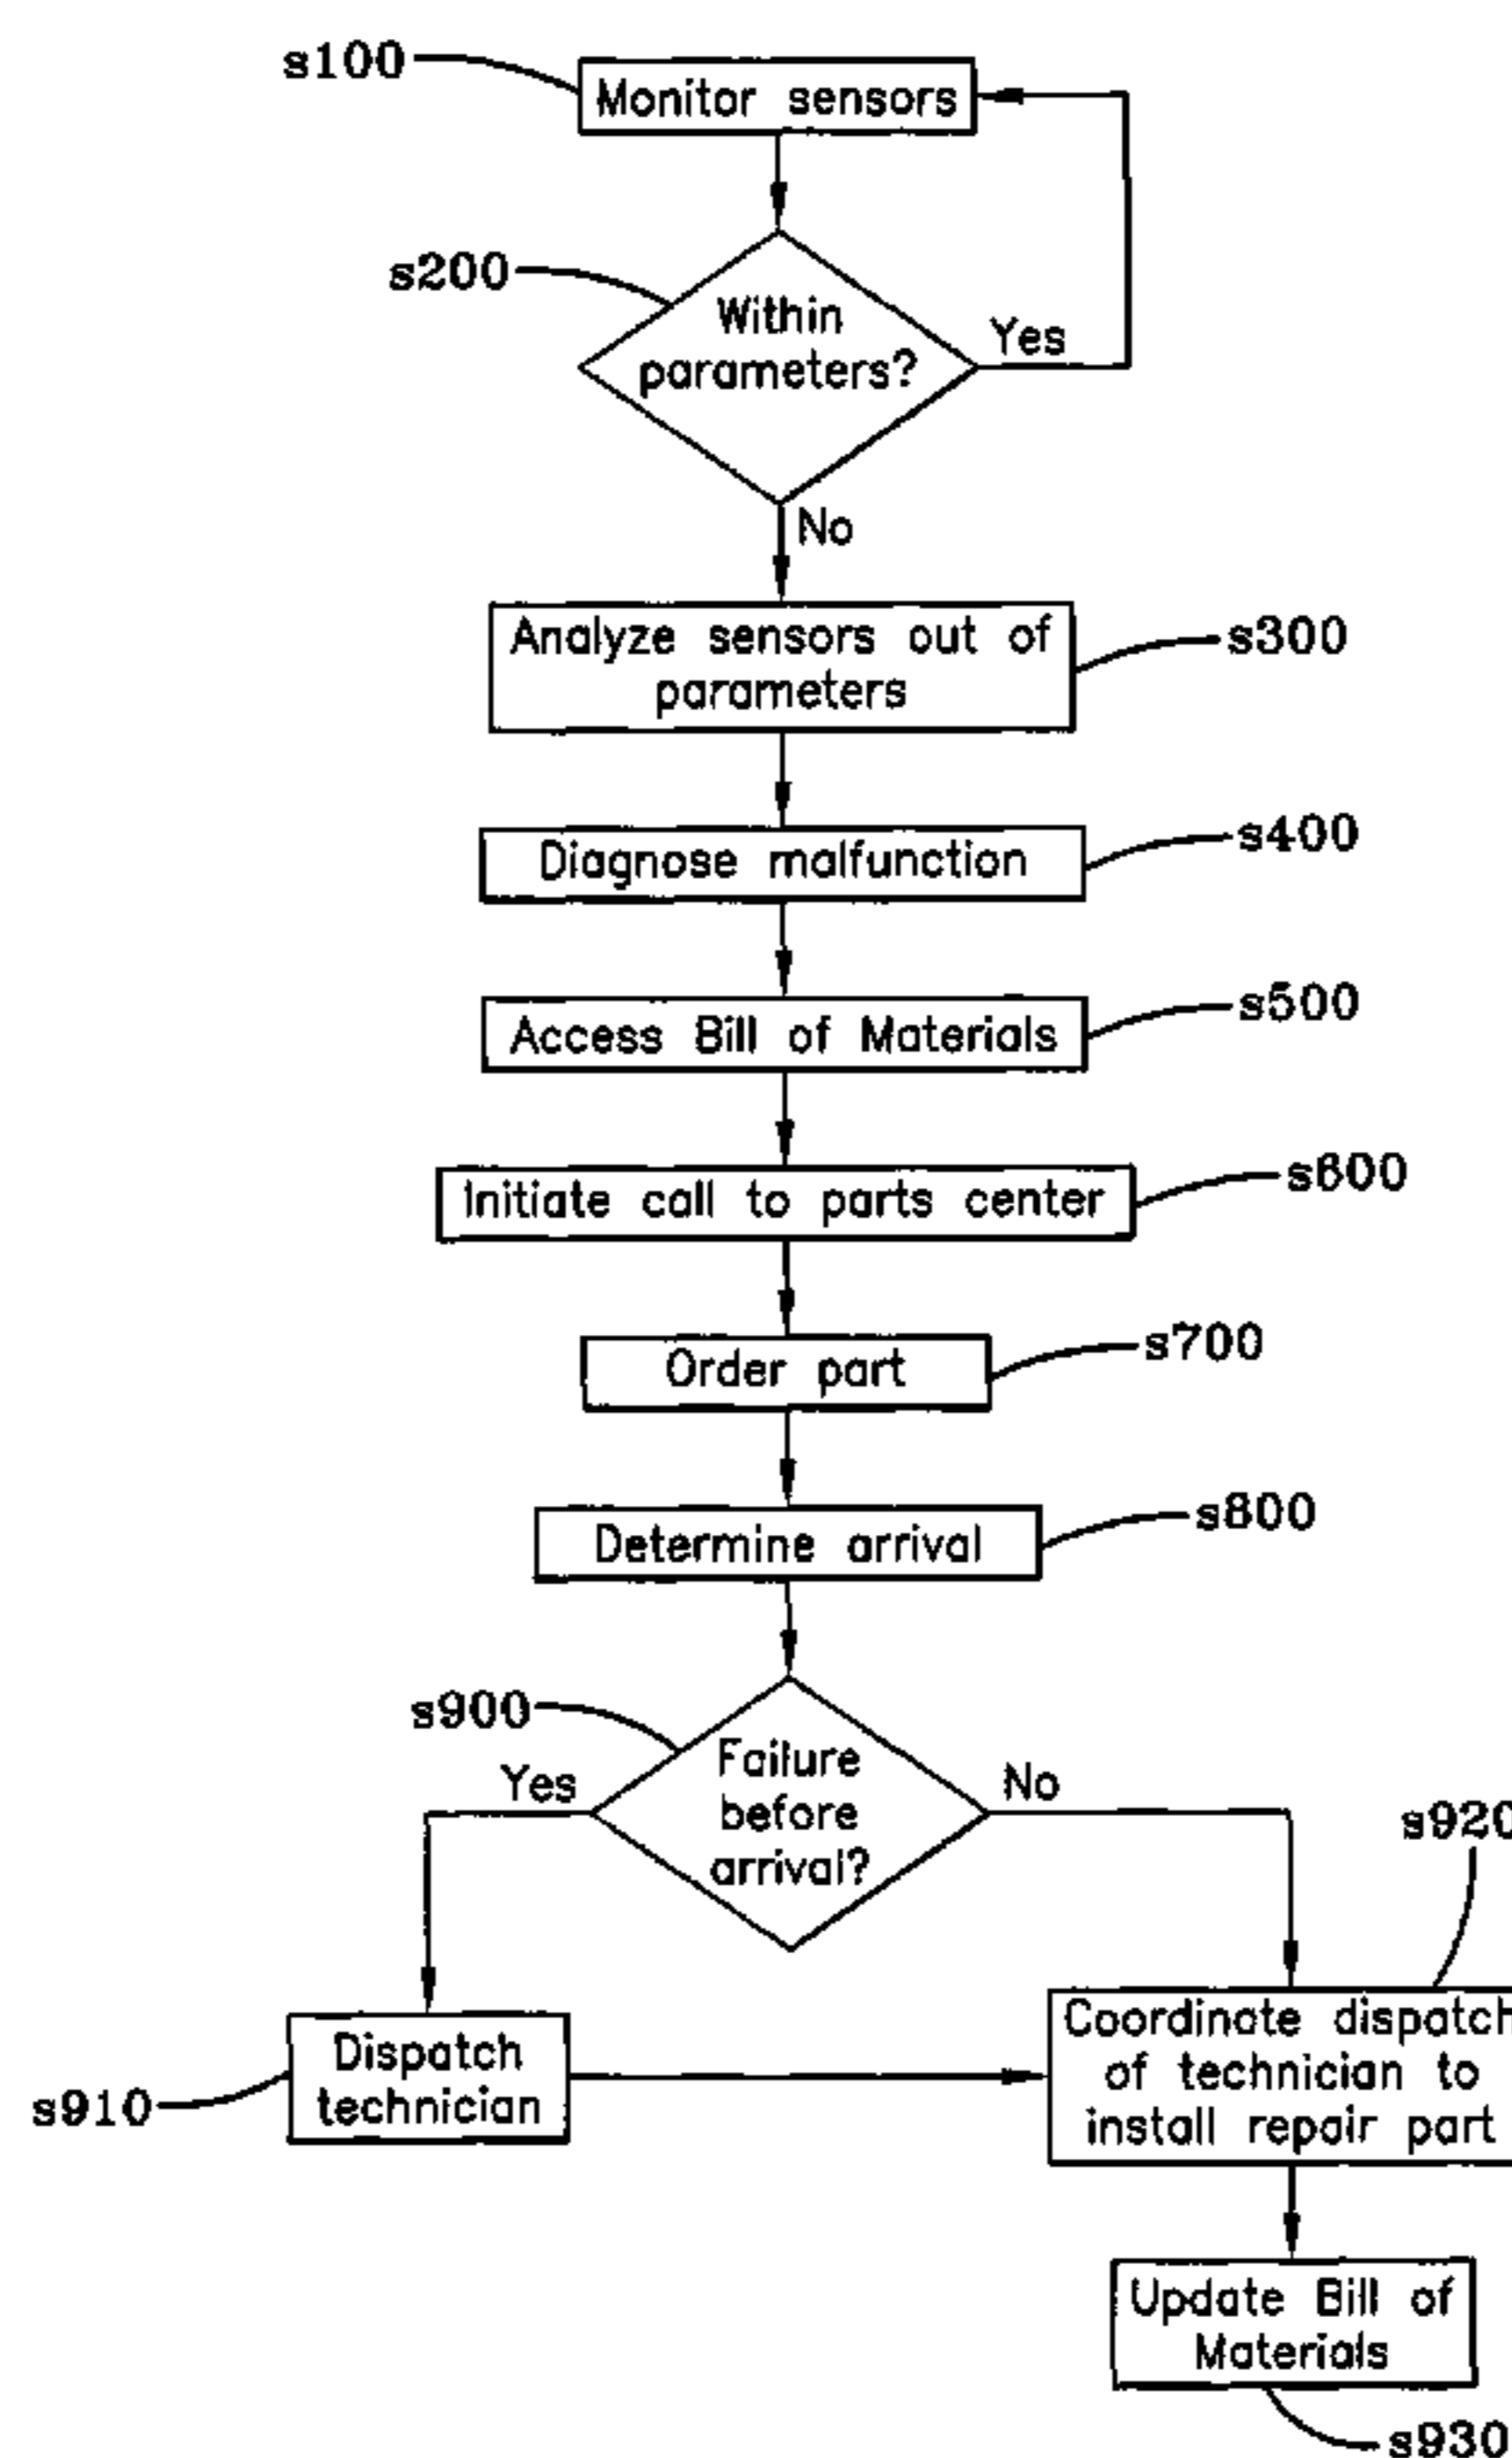 s100
Monitor sensors
s200
Within
parameters?
Yes
No
Analyze sensors out of
parameters
s300
Diagnose malfunction
s400
Access Bill of Materials
s500
Initiate call to parts center
s600
Order part
s700
Determine arrival
s800
s900
Failure
before
arrival?
Yes
No
s920
Dispatch
technician
s910
Coordinate dispatch
of technician to
install repair part
Update Bill of
Materials
s930